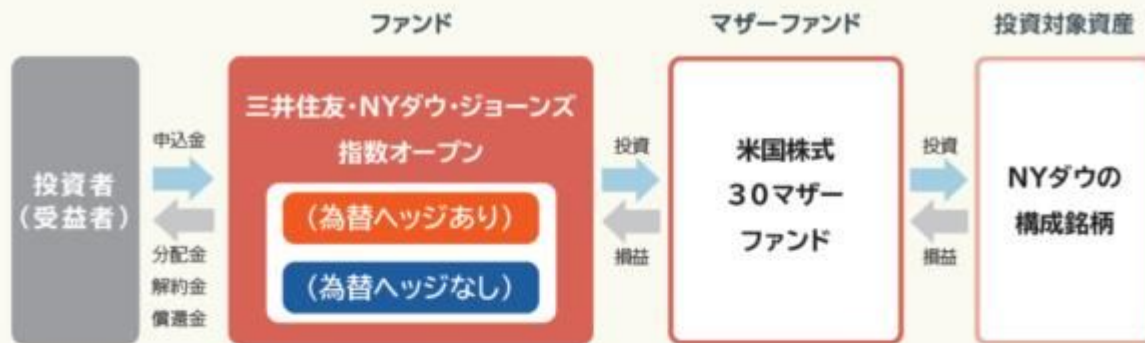 ファンド
マザーファンド
投資対象資産
投資者
(受益者)
申込金
分配金
解約金
償還金
三井住友・NYダウ・ジョーンズ
指数オープン
(為替ヘッジあり)
(為替ヘッジなし)
投資
損益
米国株式
30マザー
ファンド
投資
損益
NYダウの
構成銘柄